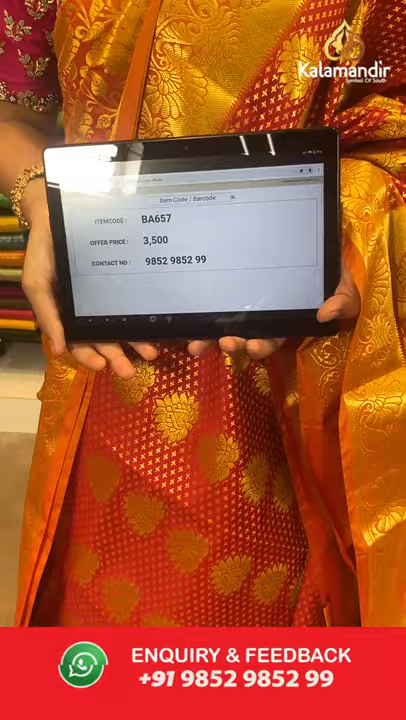 Kalamandir
Symbol Of South
Item Code / Barcode
ITEMCODE : BA657
OFFER PRICE : 3,500
CONTACT NO : 9852 9852 99
ENQUIRY & FEEDBACK
+91 9852 9852 99